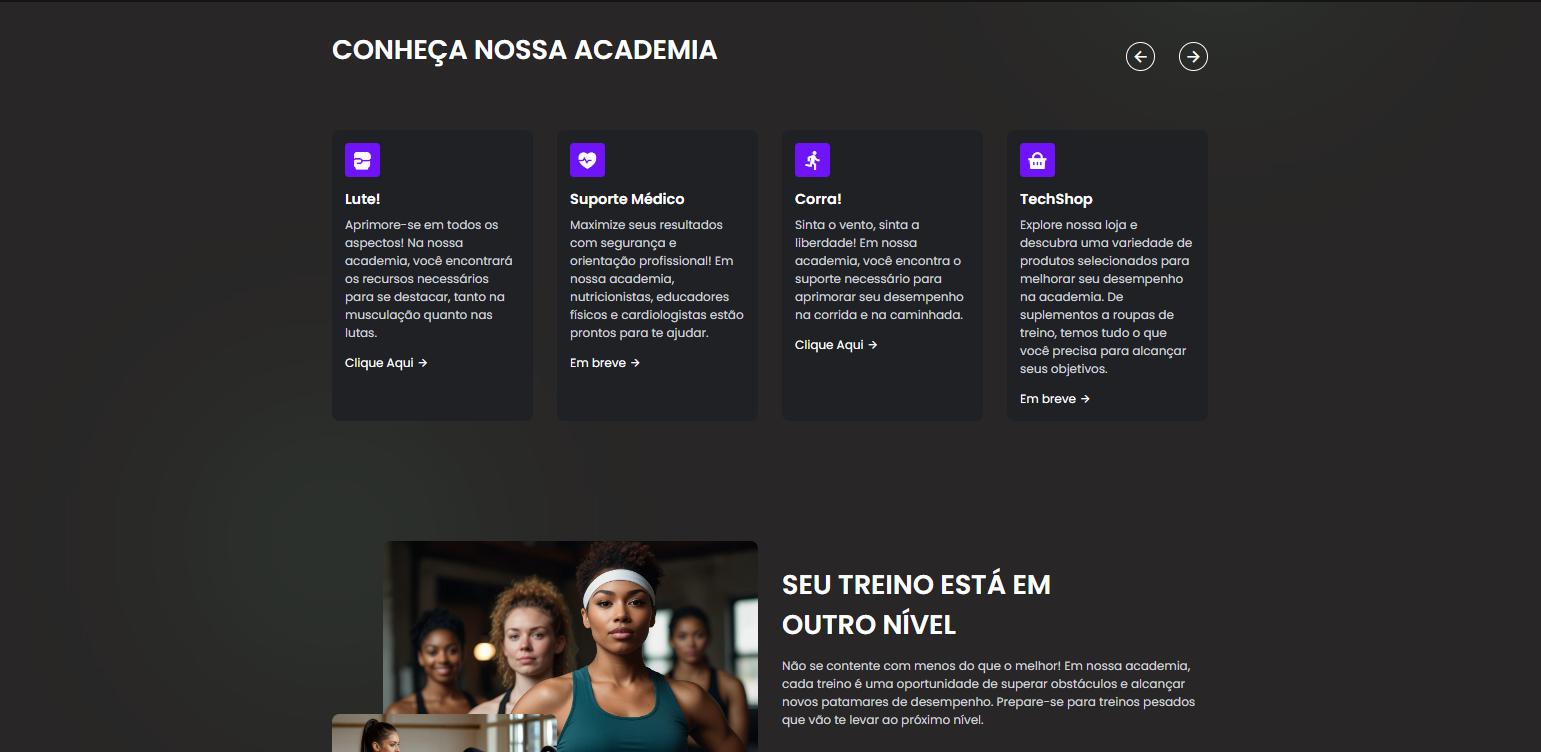 CONHEÇA NOSSA ACADEMIA
Lute!
Aprimore-se em todos os
aspectos! Na nossa
academia, você encontrará
os recursos necessários
para se destacar, tanto na
musculação quanto nas
lutas.
Clique Aqui →
Suporte Médico
Maximize seus resultados
com segurança e
orientação profissional! Em
nossa academia,
nutricionistas, educadores
físicos e cardiologistas estão
prontos para te ajudar.
Em breve →
Corra!
Sinta o vento, sinta a
liberdade! Em nossa
academia, você encontra o
suporte necessário para
aprimorar seu desempenho
na corrida e na caminhada.
Clique Aqui →
TechShop
Explore nossa loja e
descubra uma variedade de
produtos selecionados para
melhorar seu desempenho
na academia. De
suplementos a roupas de
treino, temos tudo o que
você precisa para alcançar
seus objetivos.
Em breve →
SEU TREINO ESTÁ EM
OUTRO NÍVEL
Não se contente com menos do que o melhor! Em nossa academia,
cada treino é uma oportunidade de superar obstáculos e alcançar
novos patamares de desempenho. Prepare-se para treinos pesados
que vão te levar ao próximo nível.